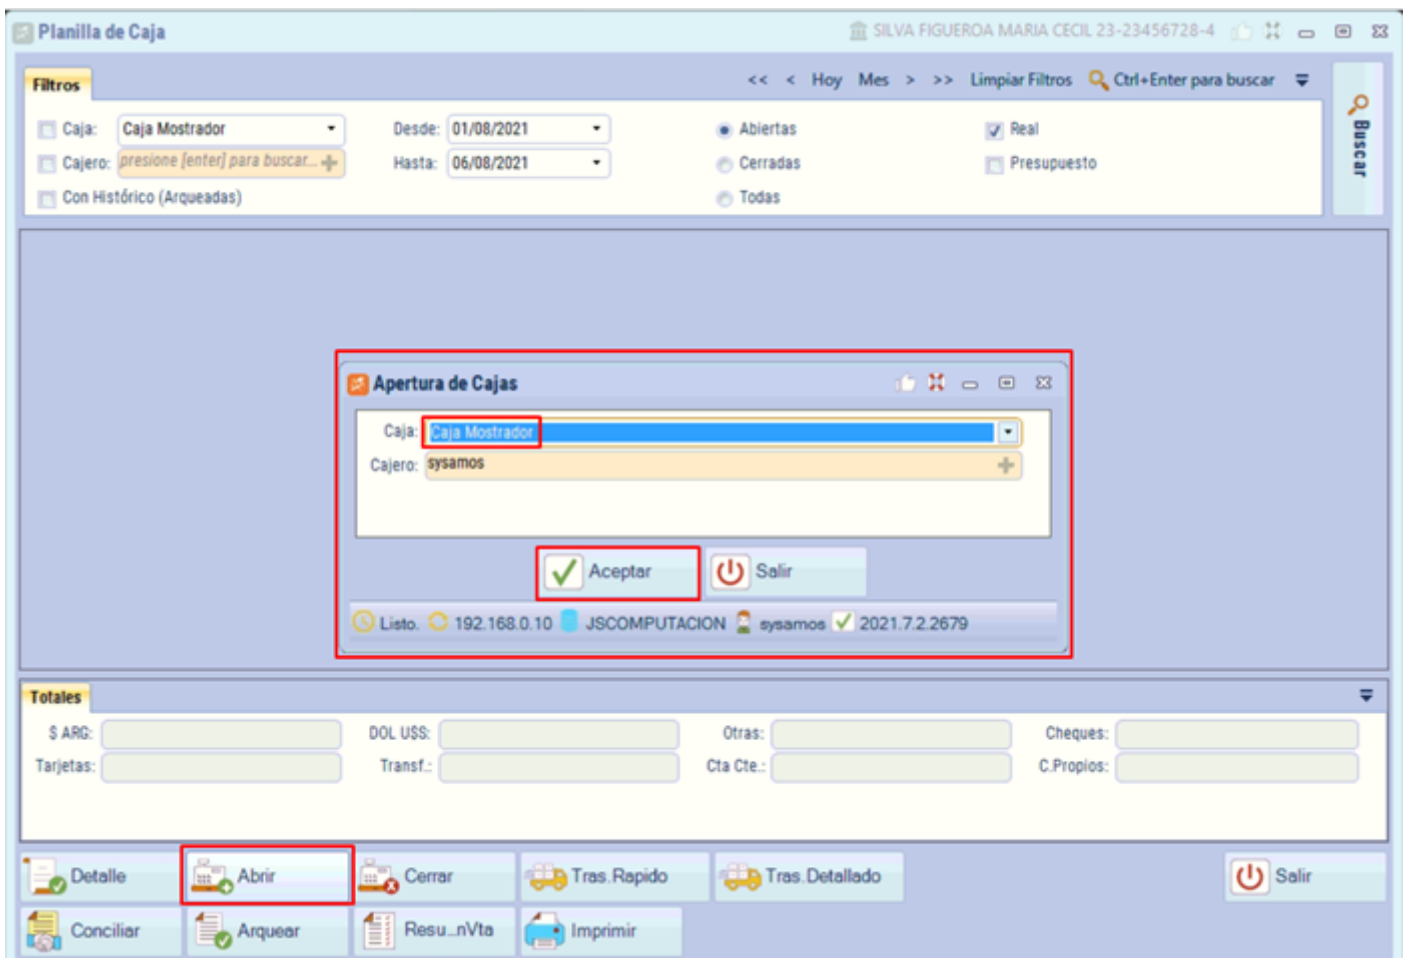 Planilla de Caja
SILVA FIGUEROA MARIA CECIL 23-23456728-4
Filtros
<< < Hoy Mes > >> Limpiar Filtros Ctrl+Enter para buscar
Caja: Caja Mostrador Desde: 01/08/2021 Abiertas Real
Cajero: presione [enter] para buscar... Hasta: 06/08/2021 Cerradas Presupuesto
Con Histórico (Arqueadas) Todas
Buscar
Apertura de Cajas
Caja: Caja Mostrador
Cajero: sysamos
Aceptar Salir
Listo. 192.168.0.10 JSCOMPUTACION sysamos 2021.7.2.2679
Totales
$ ARG: DOL U$S: Otras: Cheques:
Tarjetas: Transf.: Cta Cte.: C.Propios:
Detalle Abrir Cerrar Tras.Rapido Tras.Detallado Salir
Conciliar Arquear Resu...nVta Imprimir